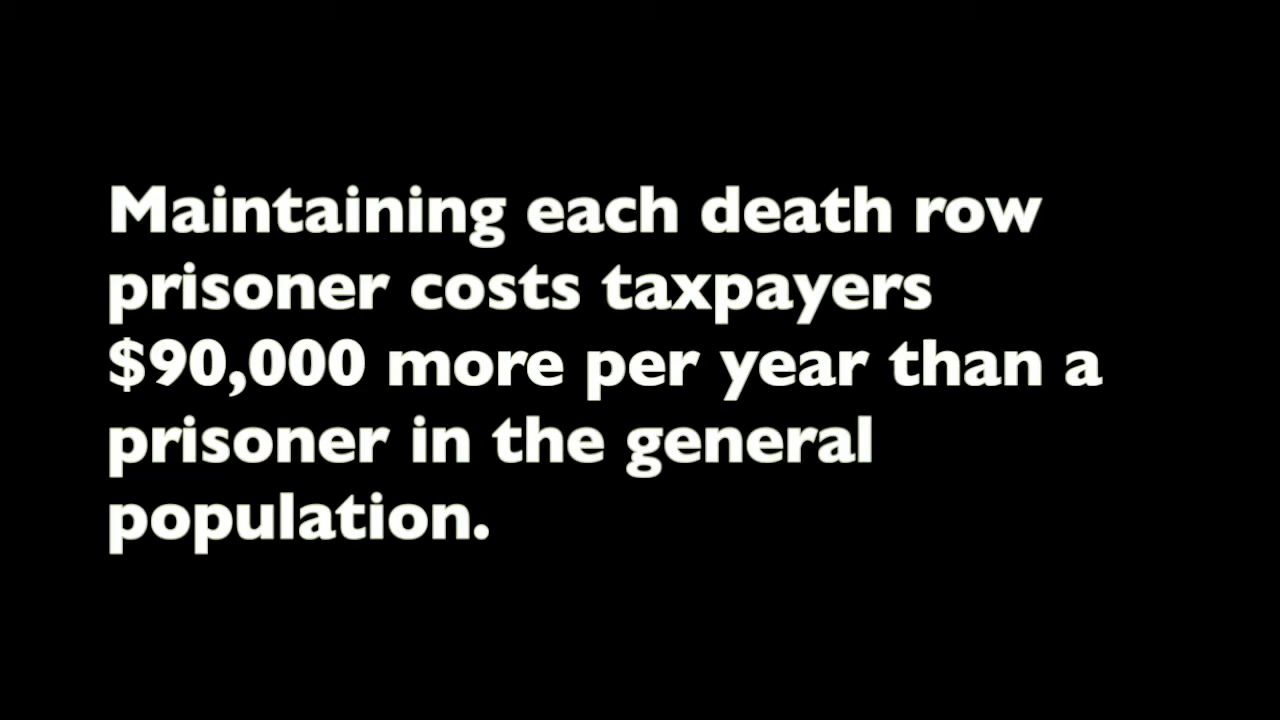 Maintaining each death row
prisoner costs taxpayers
$90,000 more per year than a
prisoner in the general
population.